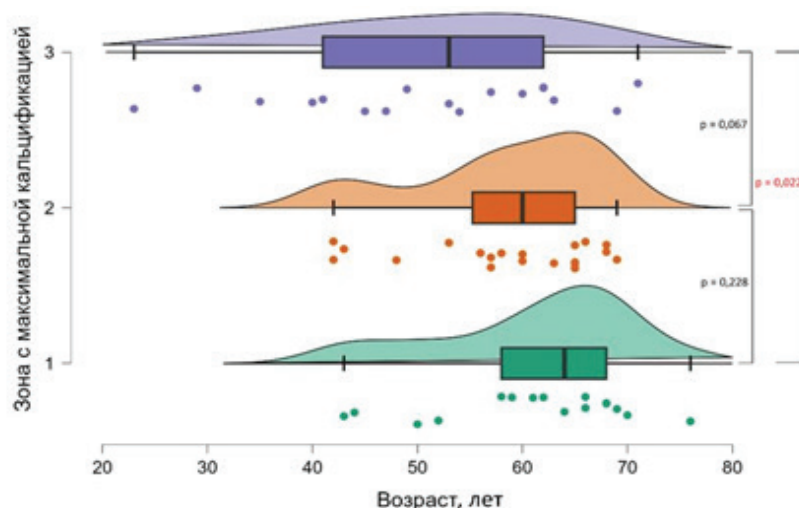 Зона с максимальной кальцификацией
3
2
1
p = 0,067
p = 0,022
p = 0,228
20 30 40 50 60 70 80
Возраст, лет